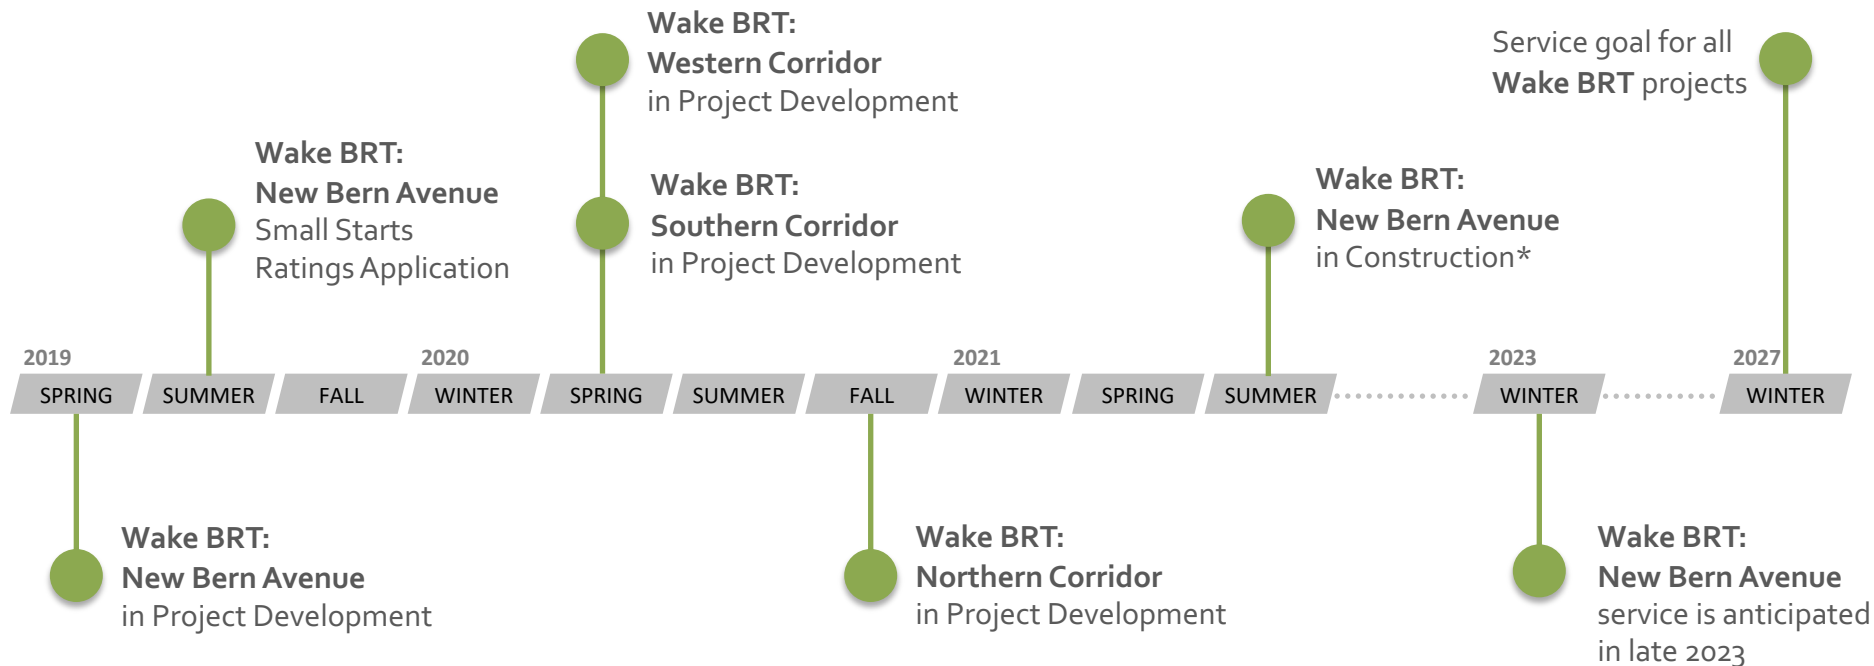 Wake BRT:
Western Corridor
in Project Development
Service goal for all
Wake BRT projects
Wake BRT:
New Bern Avenue
Small Starts
Ratings Application
Wake BRT:
Southern Corridor
in Project Development
Wake BRT:
New Bern Avenue
in Construction*
2019
2020
2021
2023
2027
SPRING
SUMMER
FALL
WINTER
SPRING
SUMMER
FALL
WINTER
SPRING
SUMMER
WINTER
WINTER
Wake BRT:
New Bern Avenue
in Project Development
Wake BRT:
Northern Corridor
in Project Development
Wake BRT:
New Bern Avenue
service is anticipated
in late 2023